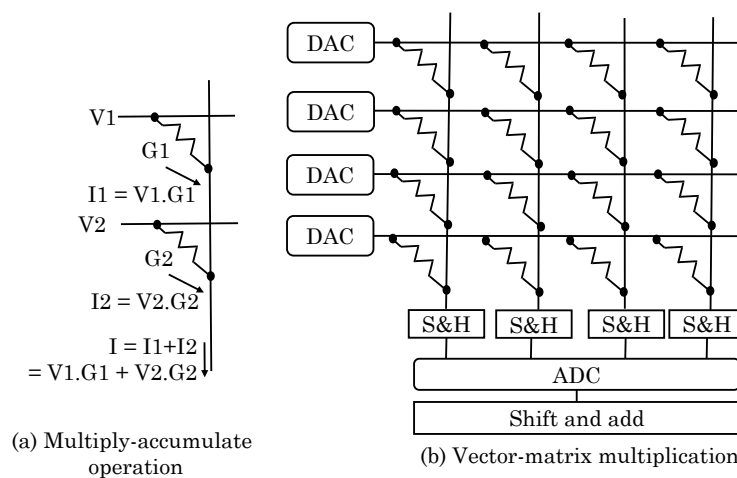 V1
G1
I1 = V1.G1
V2
G2
I2 = V2.G2
I = I1+I2
= V1.G1 + V2.G2
(a) Multiply-accumulate
operation
DAC
DAC
DAC
DAC
S&H S&H S&H S&H
ADC
Shift and add
(b) Vector-matrix multiplication